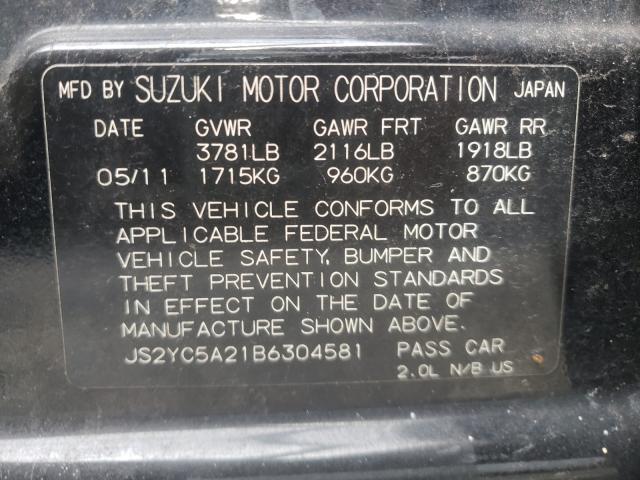 MFD BY SUZUKI MOTOR CORPORATION JAPAN
DATE GVWR GAWR FRT GAWR RR
3781LB 2116LB 1918LB
05/11 1715KG 960KG 870KG
THIS VEHICLE CONFORMS TO ALL
APPLICABLE FEDERAL MOTOR
VEHICLE SAFETY, BUMPER AND
THEFT PREVENTION STANDARDS
IN EFFECT ON THE DATE OF
MANUFACTURE SHOWN ABOVE.
JS2YC5A21B6304581 PASS CAR
2.0L N/B US